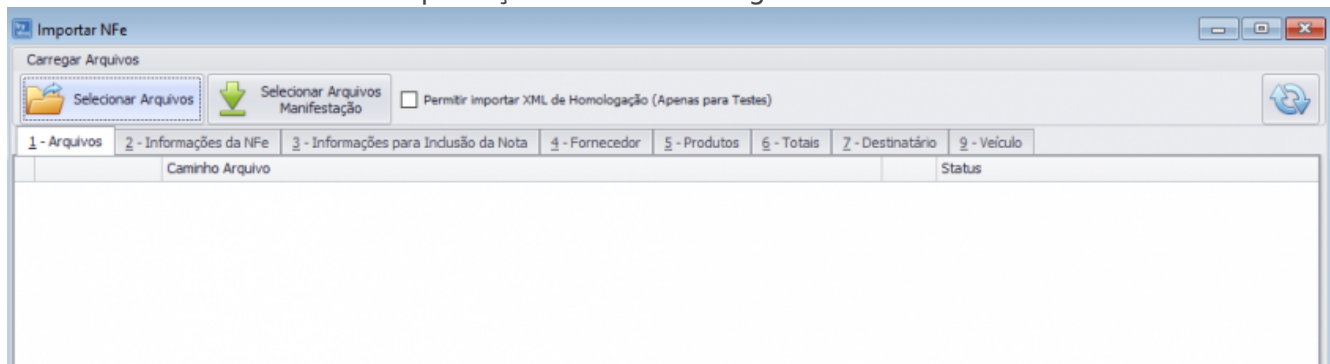 Importar NFe
Carregar Arquivos
Selecionar Arquivos
Selecionar Arquivos
Manifestação
Permitir importar XML de Homologação (Apenas para Testes)
1 - Arquivos 2 - Informações da NFe 3 - Informações para Inclusão da Nota 4 - Fornecedor 5 - Produtos 6 - Totais 7 - Destinatário 9 - Veículo
Caminho Arquivo Status